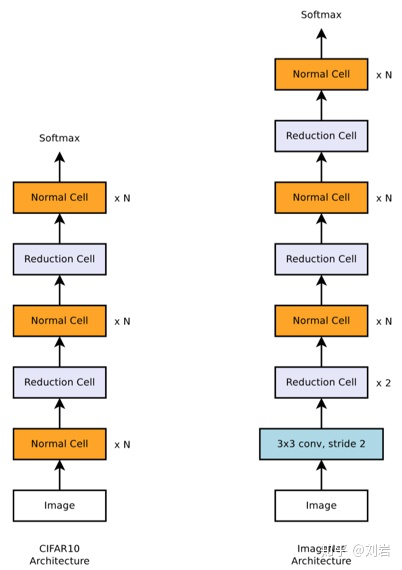 Softmax
Normal Cell
x N
Reduction Cell
Normal Cell
x N
Reduction Cell
Normal Cell
x N
Image
CIFAR10
Architecture
Softmax
Normal Cell
x N
Reduction Cell
Normal Cell
x N
Reduction Cell
Normal Cell
x N
Reduction Cell
x 2
3x3 conv, stride 2
Image
ImageNet
Architecture
知乎 @刘岩